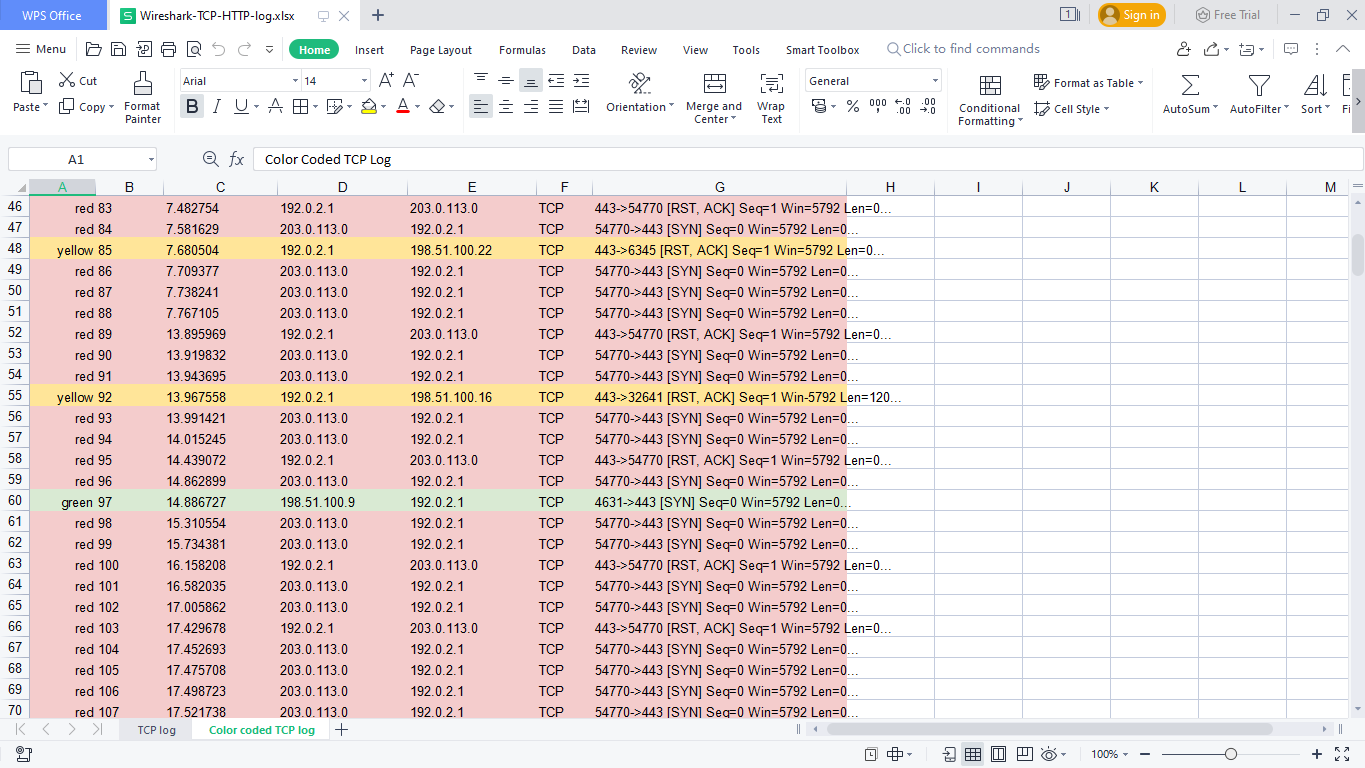 WPS Office Wireshark-TCP-HTTP-log.xlsx 1 Sign in Free Trial
Menu Home Insert Page Layout Formulas Data Review View Tools Smart Toolbox Click to find commands
Paste Cut Copy Format Painter Arial 14 Orientation Merge and Center Wrap Text General Conditional Formatting Format as Table Cell Style AutoSum AutoFilter Sort Fi
A1 fx Color Coded TCP Log
A B C D E F G H I J K L M
46 red 83 7.482754 192.0.2.1 203.0.113.0 TCP 443->54770 [RST, ACK] Seq=1 Win=5792 Len=0...
47 red 84 7.581629 203.0.113.0 192.0.2.1 TCP 54770->443 [SYN] Seq=0 Win=5792 Len=0...
48 yellow 85 7.680504 192.0.2.1 198.51.100.22 TCP 443->6345 [RST, ACK] Seq=1 Win=5792 Len=0...
49 red 86 7.709377 203.0.113.0 192.0.2.1 TCP 54770->443 [SYN] Seq=0 Win=5792 Len=0...
50 red 87 7.738241 203.0.113.0 192.0.2.1 TCP 54770->443 [SYN] Seq=0 Win=5792 Len=0...
51 red 88 7.767105 203.0.113.0 192.0.2.1 TCP 54770->443 [SYN] Seq=0 Win=5792 Len=0...
52 red 89 13.895969 192.0.2.1 203.0.113.0 TCP 443->54770 [RST, ACK] Seq=1 Win=5792 Len=0...
53 red 90 13.919832 203.0.113.0 192.0.2.1 TCP 54770->443 [SYN] Seq=0 Win=5792 Len=0...
54 red 91 13.943695 203.0.113.0 192.0.2.1 TCP 54770->443 [SYN] Seq=0 Win=5792 Len=0...
55 yellow 92 13.967558 192.0.2.1 198.51.100.16 TCP 443->32641 [RST, ACK] Seq=1 Win-5792 Len=120...
56 red 93 13.991421 203.0.113.0 192.0.2.1 TCP 54770->443 [SYN] Seq=0 Win=5792 Len=0...
57 red 94 14.015245 203.0.113.0 192.0.2.1 TCP 54770->443 [SYN] Seq=0 Win=5792 Len=0...
58 red 95 14.439072 192.0.2.1 203.0.113.0 TCP 443->54770 [RST, ACK] Seq=1 Win=5792 Len=0...
59 red 96 14.862899 203.0.113.0 192.0.2.1 TCP 54770->443 [SYN] Seq=0 Win=5792 Len=0...
60 green 97 14.886727 198.51.100.9 192.0.2.1 TCP 4631->443 [SYN] Seq=0 Win=5792 Len=0...
61 red 98 15.310554 203.0.113.0 192.0.2.1 TCP 54770->443 [SYN] Seq=0 Win=5792 Len=0...
62 red 99 15.734381 203.0.113.0 192.0.2.1 TCP 54770->443 [SYN] Seq=0 Win=5792 Len=0...
63 red 100 16.158208 192.0.2.1 203.0.113.0 TCP 443->54770 [RST, ACK] Seq=1 Win=5792 Len=0...
64 red 101 16.582035 203.0.113.0 192.0.2.1 TCP 54770->443 [SYN] Seq=0 Win=5792 Len=0...
65 red 102 17.005862 203.0.113.0 192.0.2.1 TCP 54770->443 [SYN] Seq=0 Win=5792 Len=0...
66 red 103 17.429678 192.0.2.1 203.0.113.0 TCP 443->54770 [RST, ACK] Seq=1 Win=5792 Len=0...
67 red 104 17.452693 203.0.113.0 192.0.2.1 TCP 54770->443 [SYN] Seq=0 Win=5792 Len=0...
68 red 105 17.475708 203.0.113.0 192.0.2.1 TCP 54770->443 [SYN] Seq=0 Win=5792 Len=0...
69 red 106 17.498723 203.0.113.0 192.0.2.1 TCP 54770->443 [SYN] Seq=0 Win=5792 Len=0...
70 red 107 17.521738 203.0.113.0 192.0.2.1 TCP 54770->443 [SYN] Seq=0 Win=5792 Len=0...
TCP log Color coded TCP log
100%